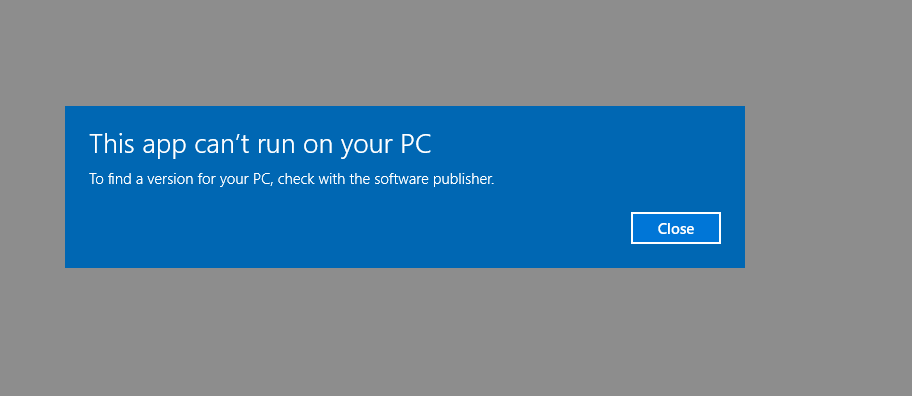 This app can’t run on your PC
To find a version for your PC, check with the software publisher.
Close